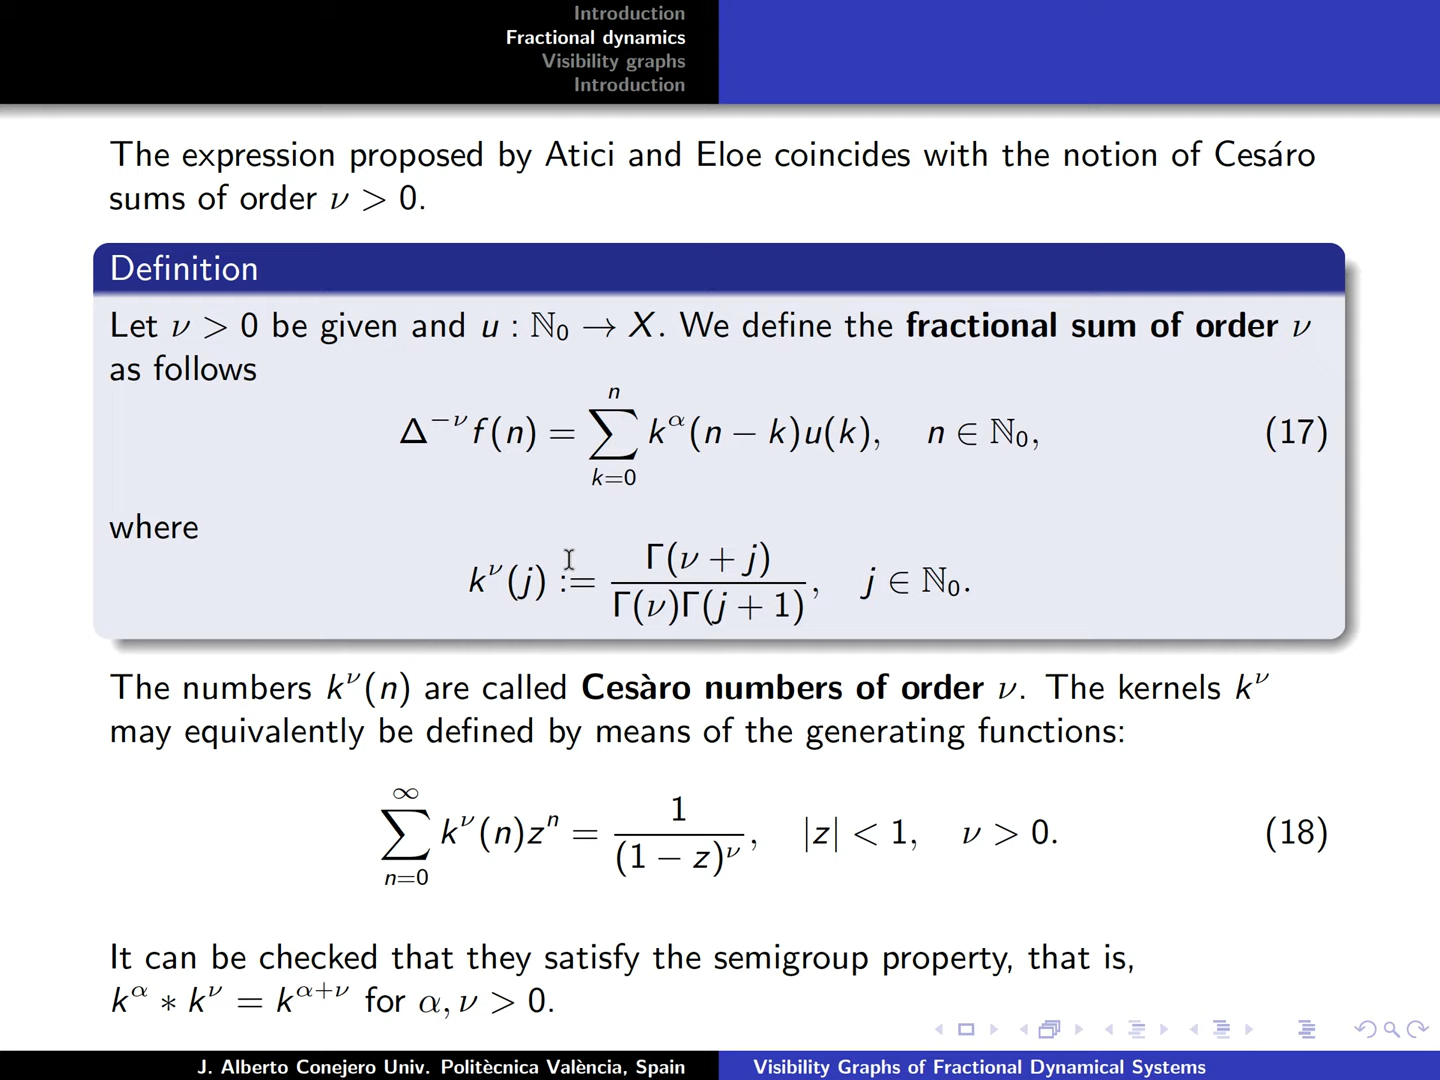 Introduction
Fractional dynamics
Visibility graphs
Introduction
The expression proposed by Atici and Eloe coincides with the notion of Cesáro
sums of order ν > 0.
Definition
Let ν > 0 be given and u : ℕ₀ → X. We define the fractional sum of order ν
as follows
Δ^{−ν} f(n) = ∑_{k=0}^{n} k^α(n − k)u(k), n ∈ ℕ₀, (17)
where
k^ν(j) := Γ(ν + j) / Γ(ν)Γ(j + 1), j ∈ ℕ₀.
The numbers k^ν(n) are called Cesàro numbers of order ν. The kernels k^ν
may equivalently be defined by means of the generating functions:
∑_{n=0}^{∞} k^ν(n)z^n = 1 / (1 − z)^ν, |z| < 1, ν > 0. (18)
It can be checked that they satisfy the semigroup property, that is,
k^α ∗ k^ν = k^{α+ν} for α, ν > 0.
J. Alberto Conejero Univ. Politècnica València, Spain
Visibility Graphs of Fractional Dynamical Systems